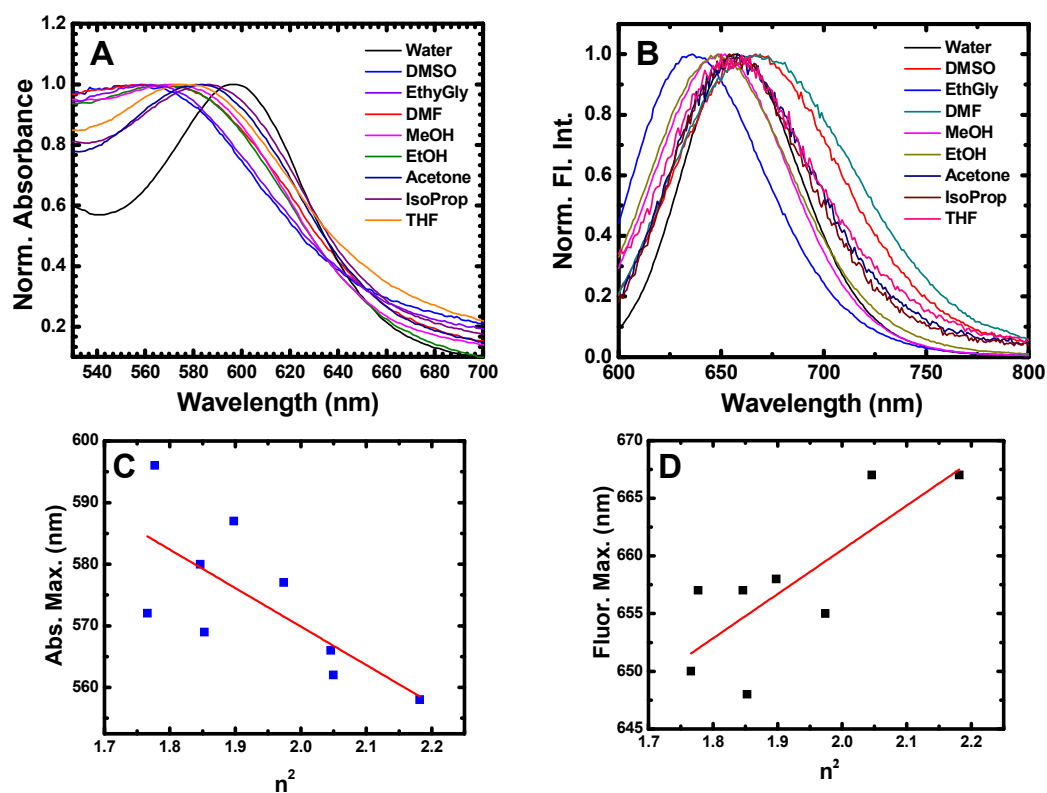 A
Water
DMSO
EthyGly
DMF
MeOH
EtOH
Acetone
IsoProp
THF
Norm. Absorbance
1.2
1.0
0.8
0.6
0.4
0.2
540 560 580 600 620 640 660 680 700
Wavelength (nm)
B
Water
DMSO
EthGly
DMF
MeOH
EtOH
Acetone
IsoProp
THF
Norm. Fl. Int.
1.0
0.8
0.6
0.4
0.2
0.0
600 650 700 750 800
Wavelength (nm)
C
Abs. Max. (nm)
600
590
580
570
560
1.7 1.8 1.9 2.0 2.1 2.2
n²
D
Fluor. Max. (nm)
670
665
660
655
650
645
1.7 1.8 1.9 2.0 2.1 2.2
n²